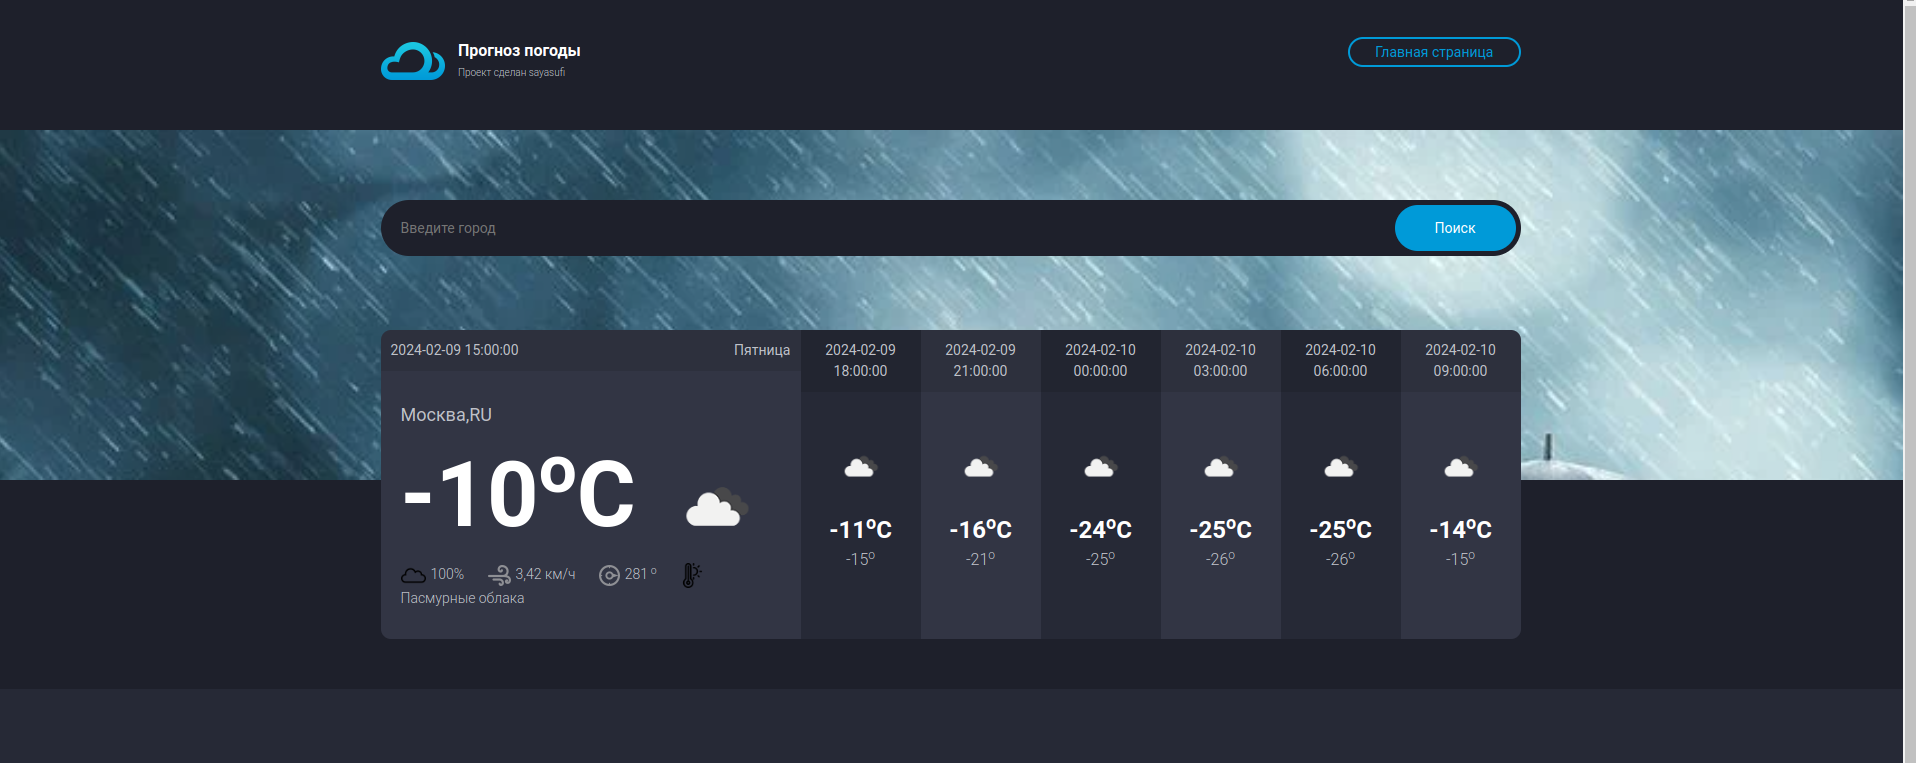 Прогноз погоды
Проект сделан sayasufi
Главная страница
Введите город
Поиск
2024-02-09 15:00:00 Пятница
Москва,RU
-10°C
100% 3,42 км/ч 281°
Пасмурные облака
2024-02-09
18:00:00
-11°C
-15°
2024-02-09
21:00:00
-16°C
-21°
2024-02-10
00:00:00
-24°C
-25°
2024-02-10
03:00:00
-25°C
-26°
2024-02-10
06:00:00
-25°C
-26°
2024-02-10
09:00:00
-14°C
-15°